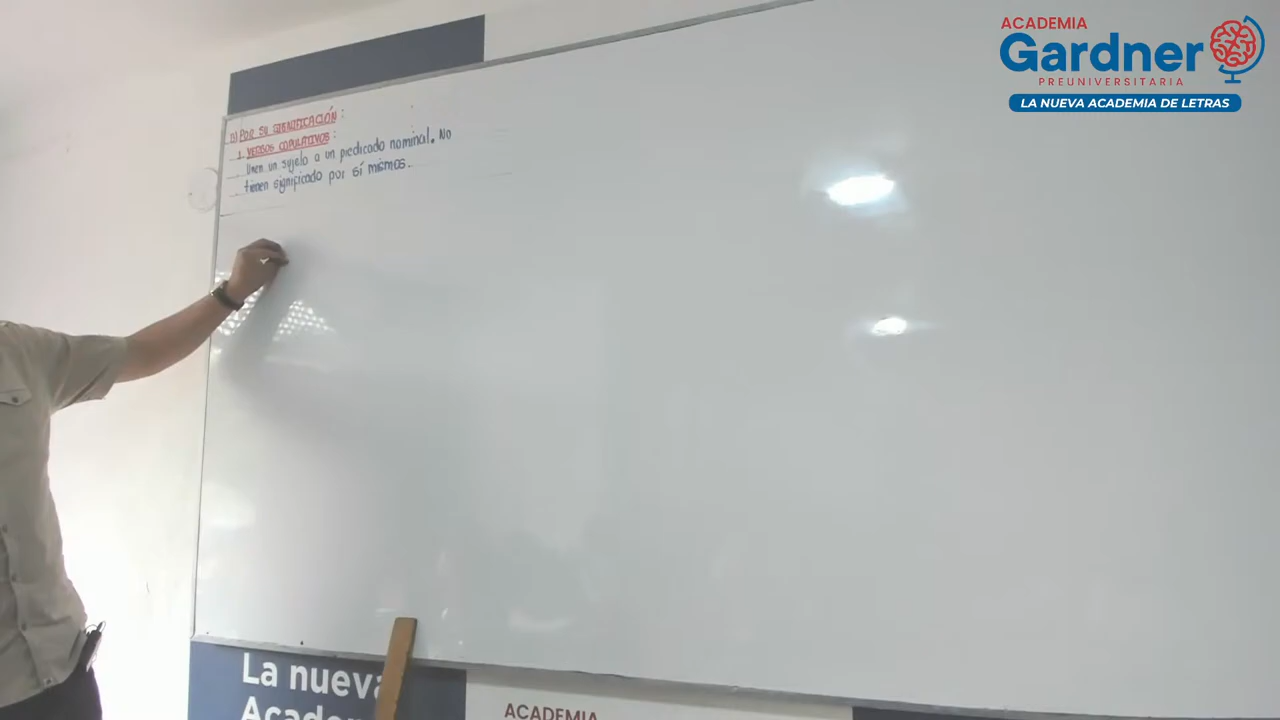 ACADEMIA
Gardner
PREUNIVERSITARIA
LA NUEVA ACADEMIA DE LETRAS
B) POR SU SIGNIFICACIÓN:
1. VERBOS COPULATIVOS:
Unen un sujeto a un predicado nominal. No
tienen significado por sí mismos.
La nueva
Acade
ACADEMIA